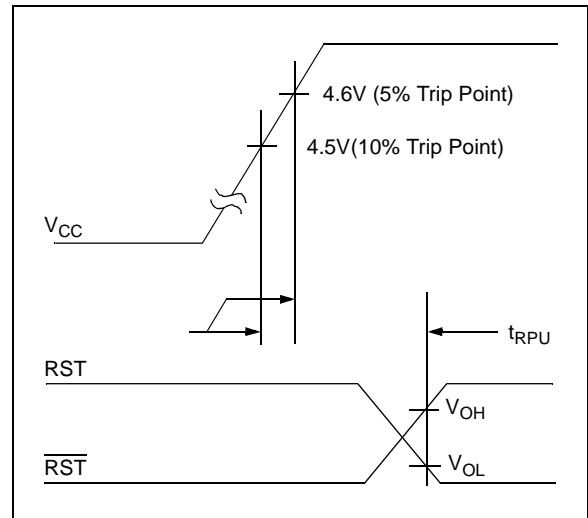 4.6V (5% Trip Point)
4.5V(10% Trip Point)
VCC
tRPU
RST
VOH
RST
VOL